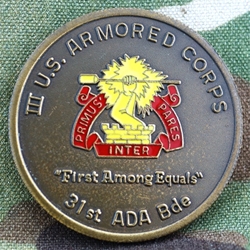 III U.S. ARMORED CORPS
PRIMUS INTER PARES
"First Among Equals"
31st ADA Bde